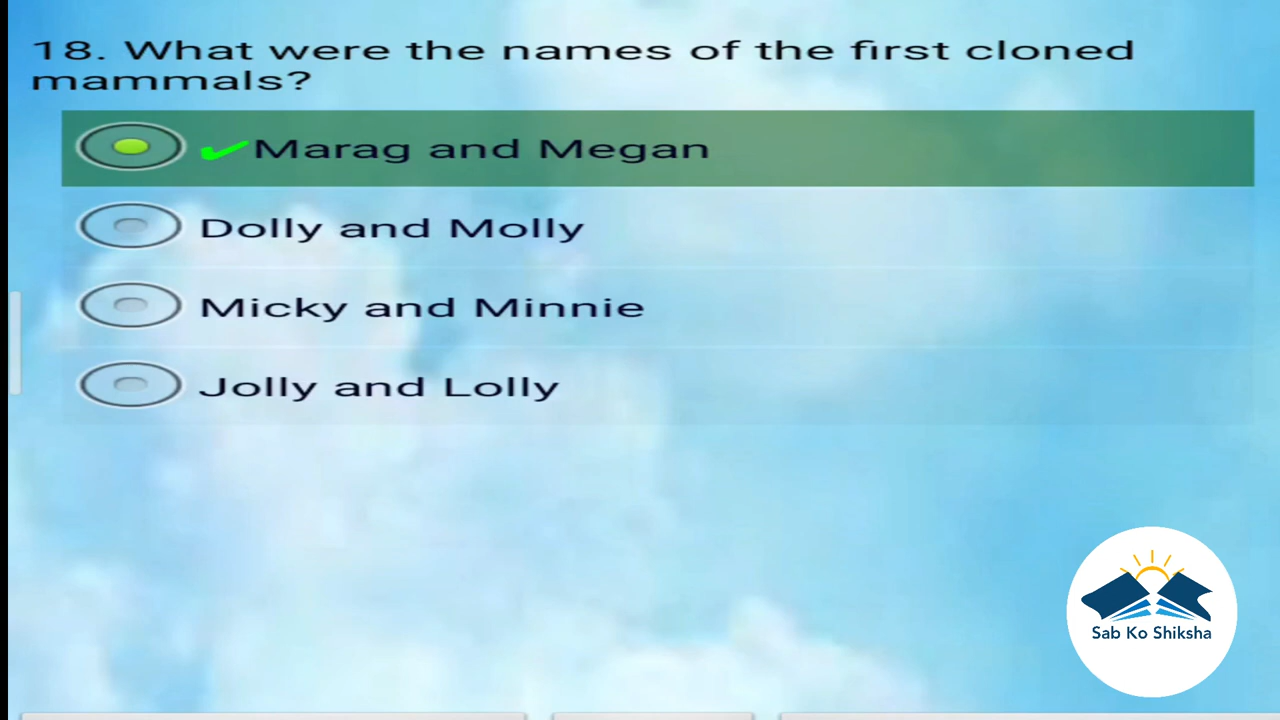 18. What were the names of the first cloned
mammals?
✔Marag and Megan
Dolly and Molly
Micky and Minnie
Jolly and Lolly
Sab Ko Shiksha